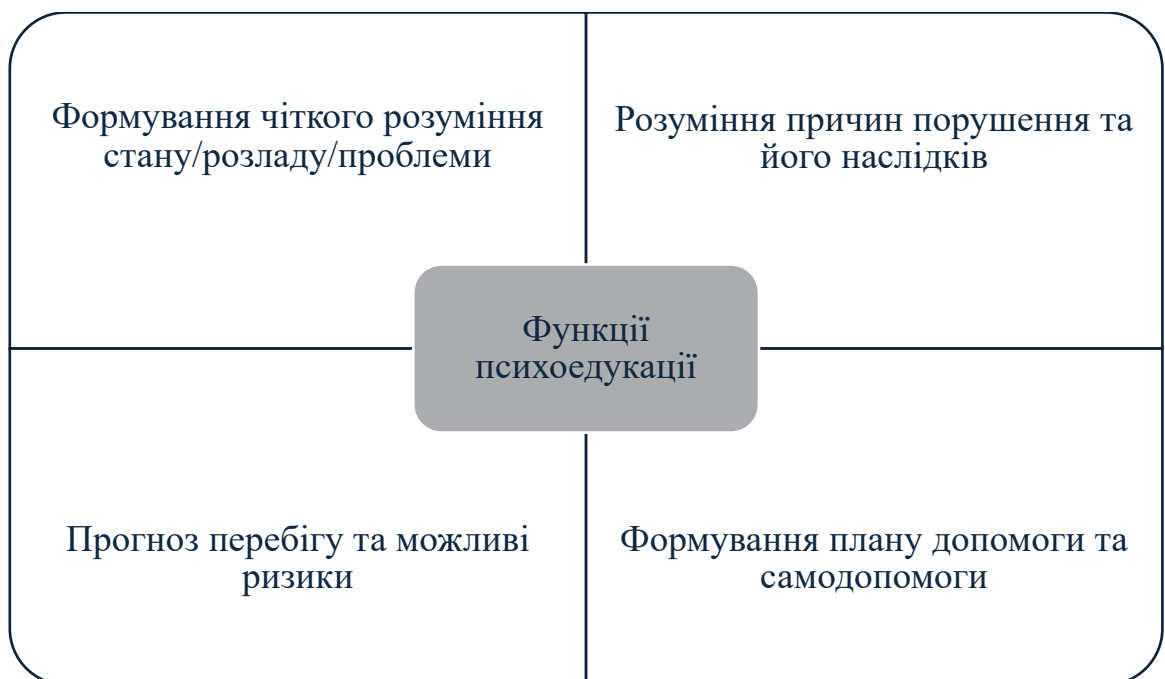 Формування чіткого розуміння
стану/розладу/проблеми
Розуміння причин порушення та
його наслідків
Функції
психоедукації
Прогноз перебігу та можливі
ризики
Формування плану допомоги та
самодопомоги